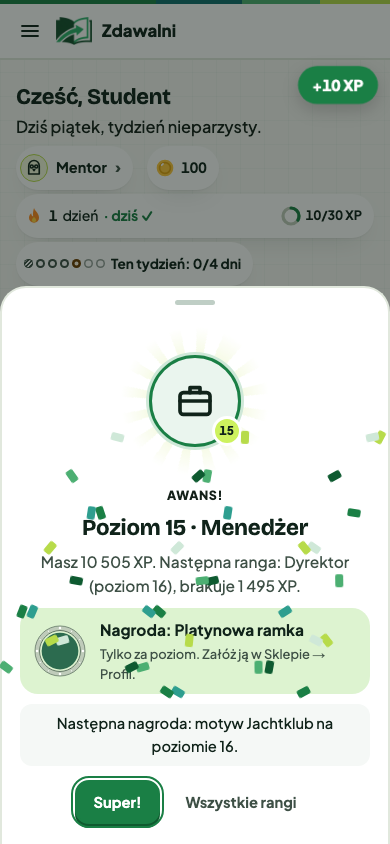 Zdawalni
+10 XP
Cześć, Student
Dziś piątek, tydzień nieparzysty.
Mentor ›
100
1 dzień · dziś ✓
10/30 XP
Ten tydzień: 0/4 dni
15
AWANS!
Poziom 15 · Menedżer
Masz 10 505 XP. Następna ranga: Dyrektor
(poziom 16), brakuje 1 495 XP.
Nagroda: Platynowa ramka
Tylko za poziom. Załóż ją w Sklepie →
Profil.
Następna nagroda: motyw Jachtklub na
poziomie 16.
Super!
Wszystkie rangi